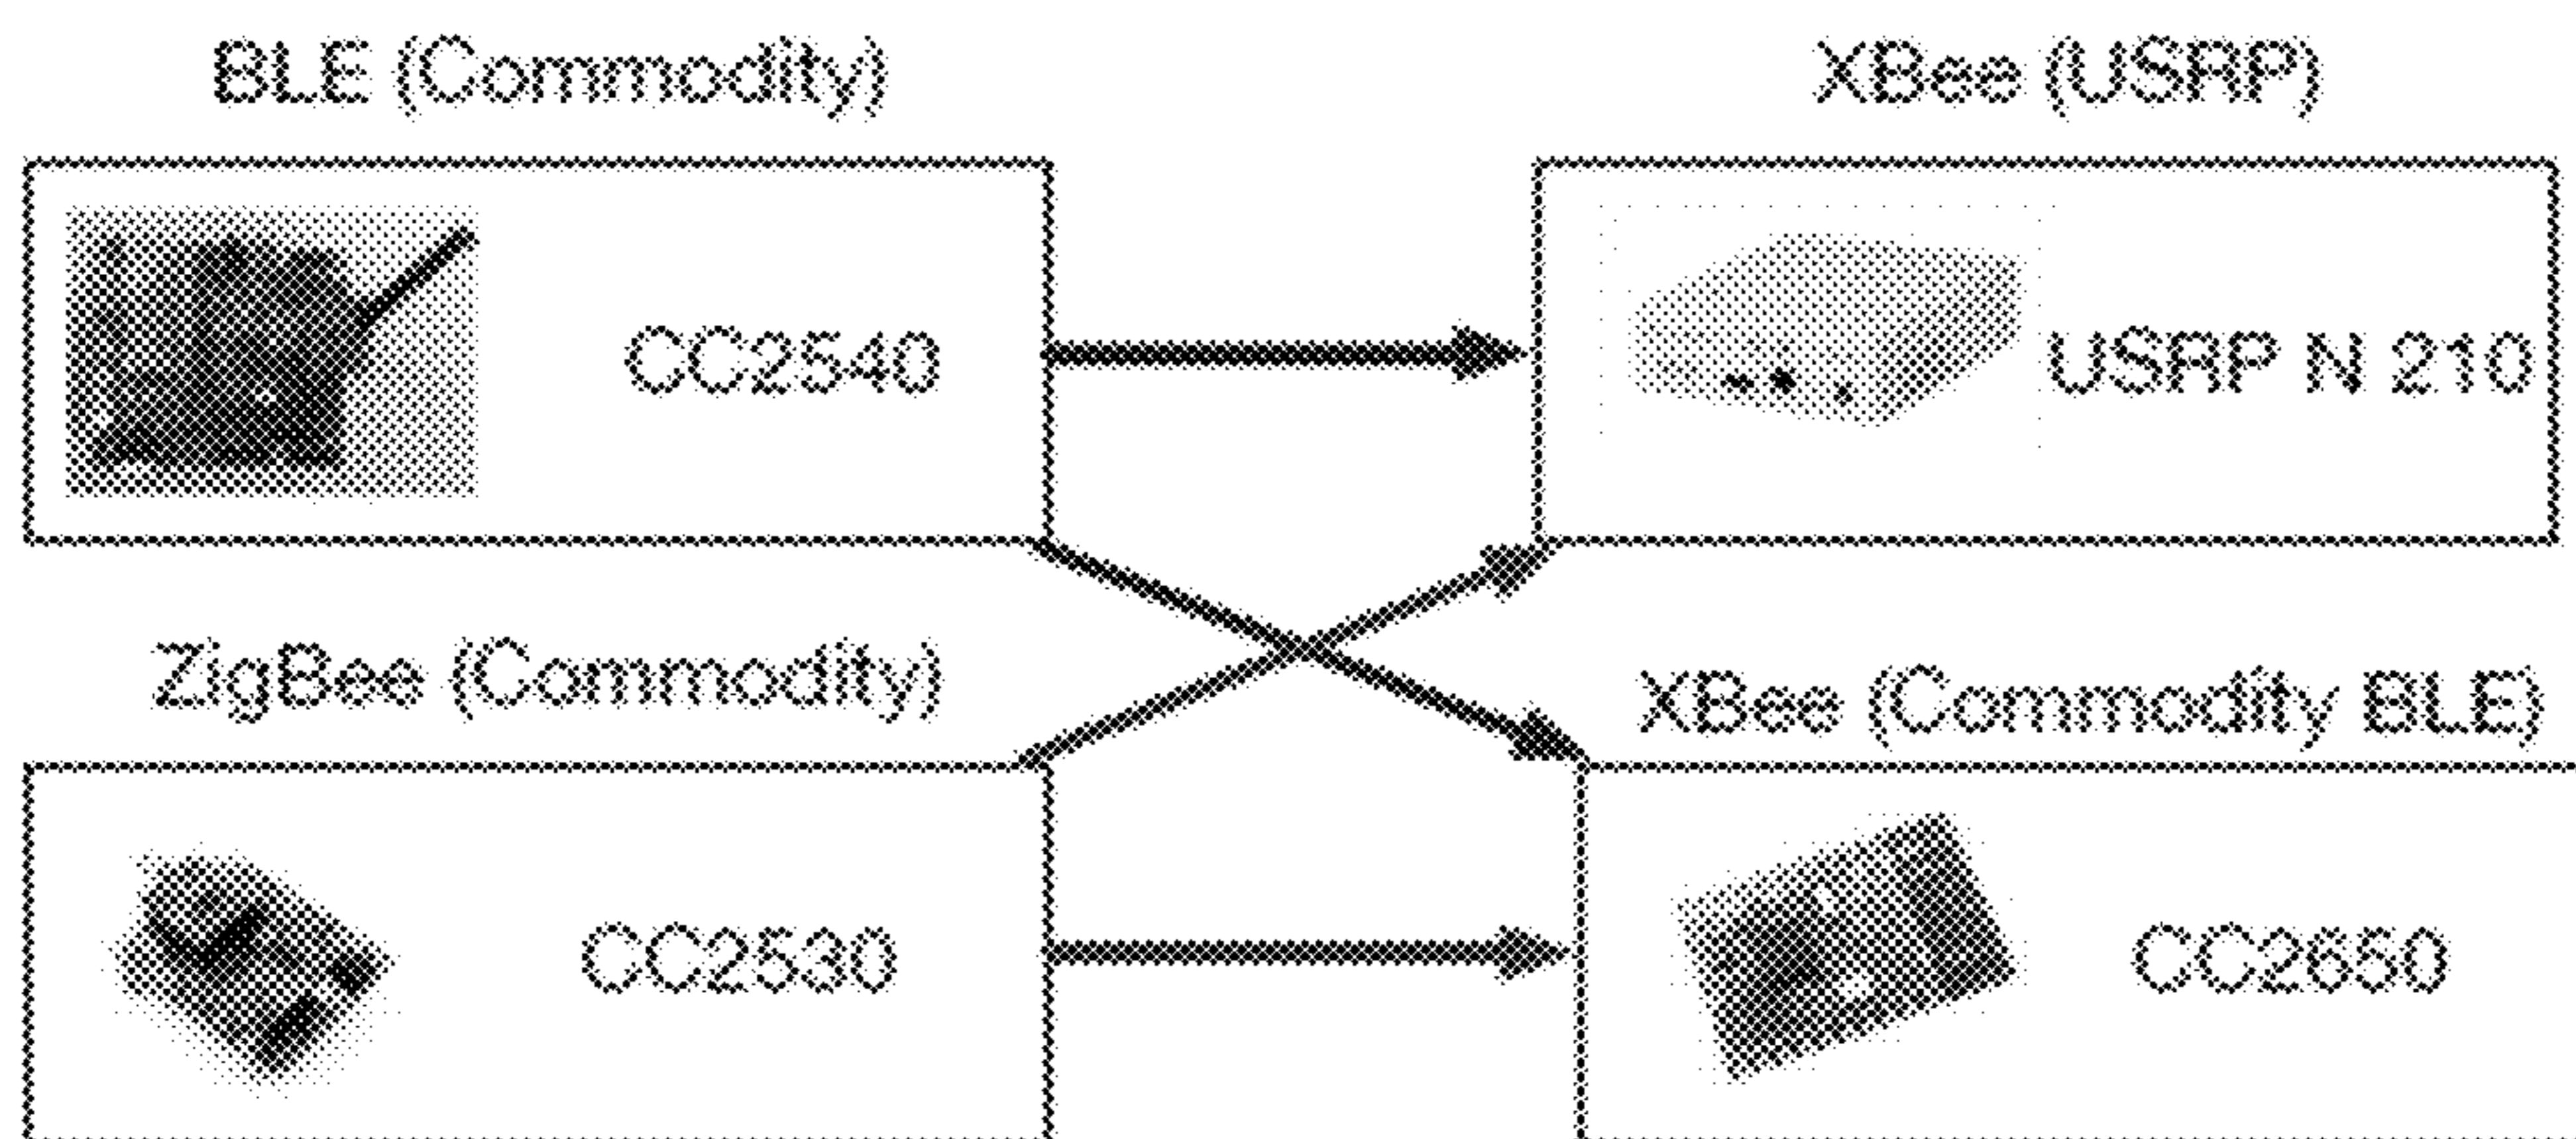 BLE (Commodity)
XBee (USRP)
CC2540
USRP N 210
ZigBee (Commodity)
XBee (Commodity BLE)
CC2530
CC2650